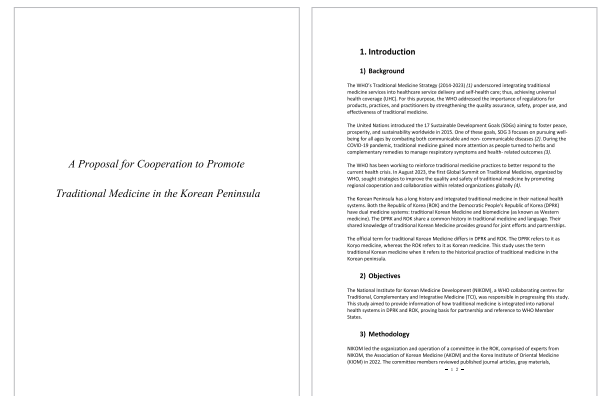 A Proposal for Cooperation to Promote
Traditional Medicine in the Korean Peninsula
1. Introduction
1) Background
The WHO's Traditional Medicine Strategy (2014-2023) (1) underscored integrating traditional
medicine services into healthcare service delivery and self-health care; thus, achieving universal
health coverage (UHC). For this purpose, the WHO addressed the importance of regulations for
products, practices, and practitioners by strengthening the quality assurance, safety, proper use, and
effectiveness of traditional medicine.
The United Nations introduced the 17 Sustainable Development Goals (SDGs) aiming to foster peace,
prosperity, and sustainability worldwide in 2015. One of these goals, SDG 3 focuses on pursuing well-
being for all ages by combating both communicable and non- communicable diseases (2). During the
COVID-19 pandemic, traditional medicine gained more attention as people turned to herbs and
complementary remedies to manage respiratory symptoms and health- related outcomes (3).
The WHO has been working to reinforce traditional medicine practices to better respond to the
current health crisis. In August 2023, the first Global Summit on Traditional Medicine, organised by
WHO, sought strategies to improve the quality and safety of traditional medicine by promoting
regional cooperation and collaboration within related organizations globally (4).
The Korean Peninsula has a long history and integrated traditional medicine in their national health
systems. Both the Republic of Korea (ROK) and the Democratic People's Republic of Korea (DPRK)
have dual medicine systems: traditional Korean Medicine and biomedicine (as known as Western
medicine). The DPRK and ROK share a common history in traditional medicine and language. Their
shared knowledge of traditional Korean Medicine provides ground for joint efforts and partnerships.
The official term for traditional Korean Medicine differs in DPRK and ROK. The DPRK refers to it as
Koryo medicine, whereas the ROK refers to it as Korean medicine. This study uses the term
traditional Korean medicine when it refers to the historical practice of traditional medicine in the
Korean peninsula.
2) Objectives
The National Institute for Korean Medicine Development (NIKOM), a WHO collaborating centres for
Traditional, Complementary and Integrative Medicine (TCI), was responsible in progressing this study.
This study aimed to provide information of how traditional medicine is integrated into national
health systems in DPRK and ROK, proving basis for partnership and reference to WHO Member
States.
3) Methodology
NIKOM led the organization and operation of a committee in the ROK, comprised of experts from
NIKOM, the Association of Korean Medicine (AKOM) and the Korea Institute of Oriental Medicine
(KIOM) in 2022. The committee members reviewed published journal articles, gray materials,